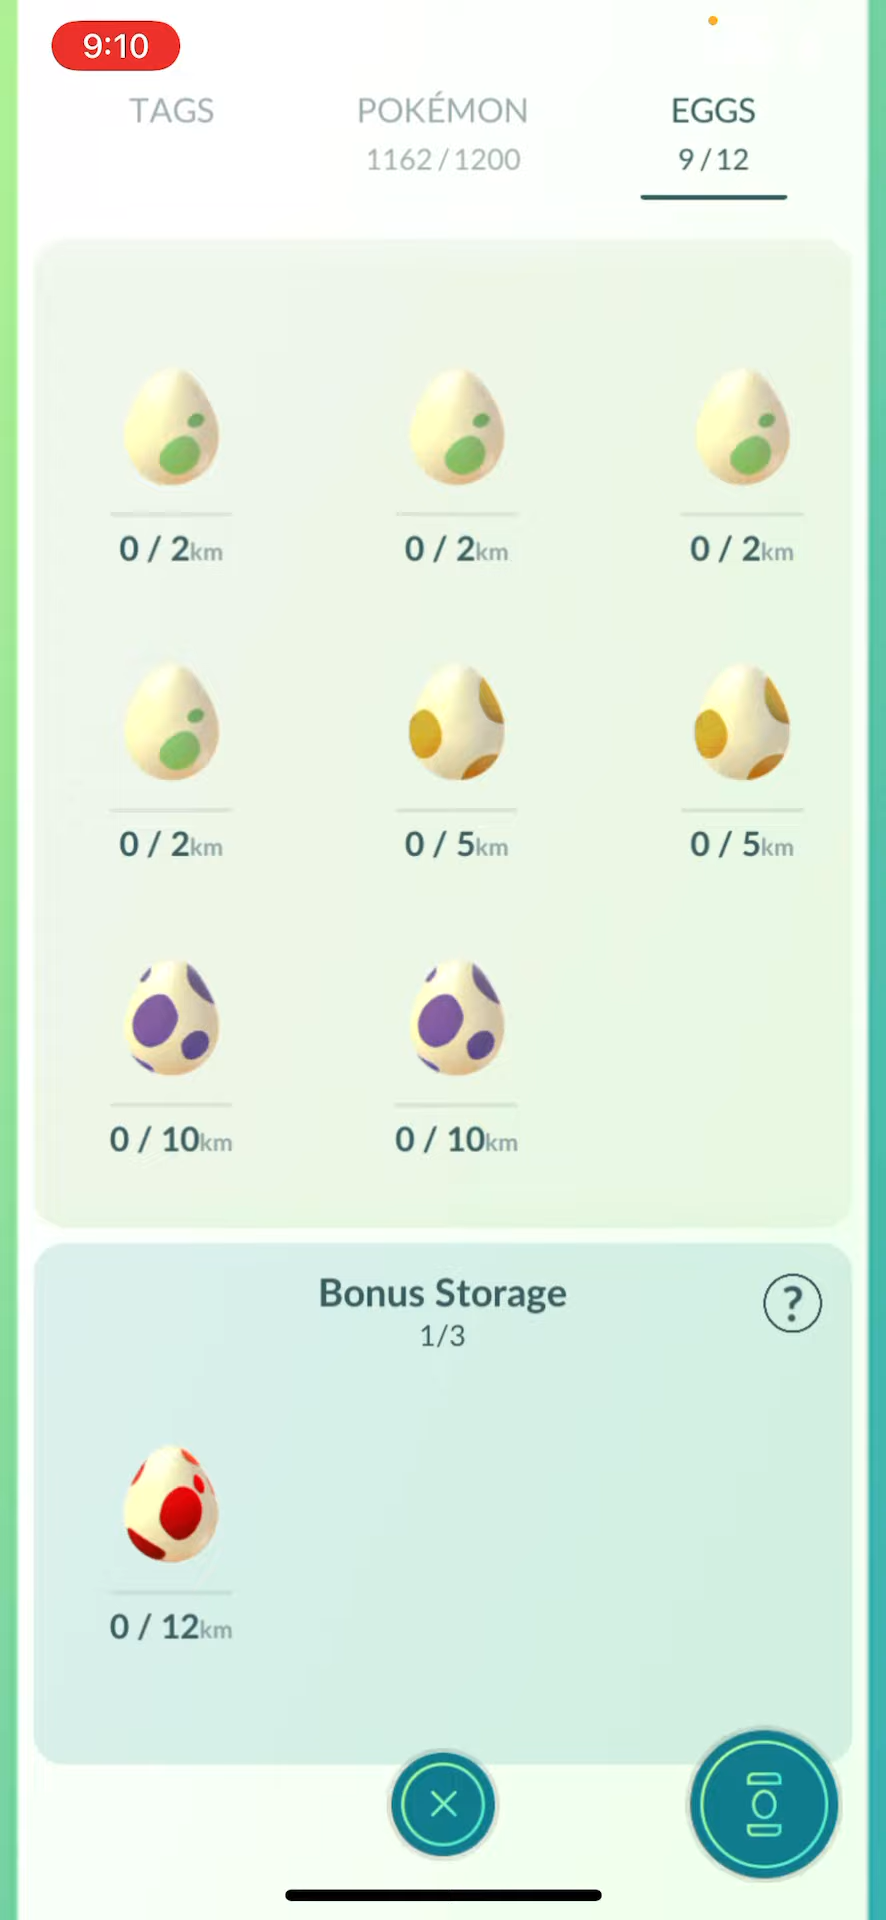 9:10
TAGS POKÉMON EGGS
1162 / 1200 9 / 12
0 / 2km 0 / 2km 0 / 2km
0 / 2km 0 / 5km 0 / 5km
0 / 10km 0 / 10km
Bonus Storage
?
1/3
0 / 12km